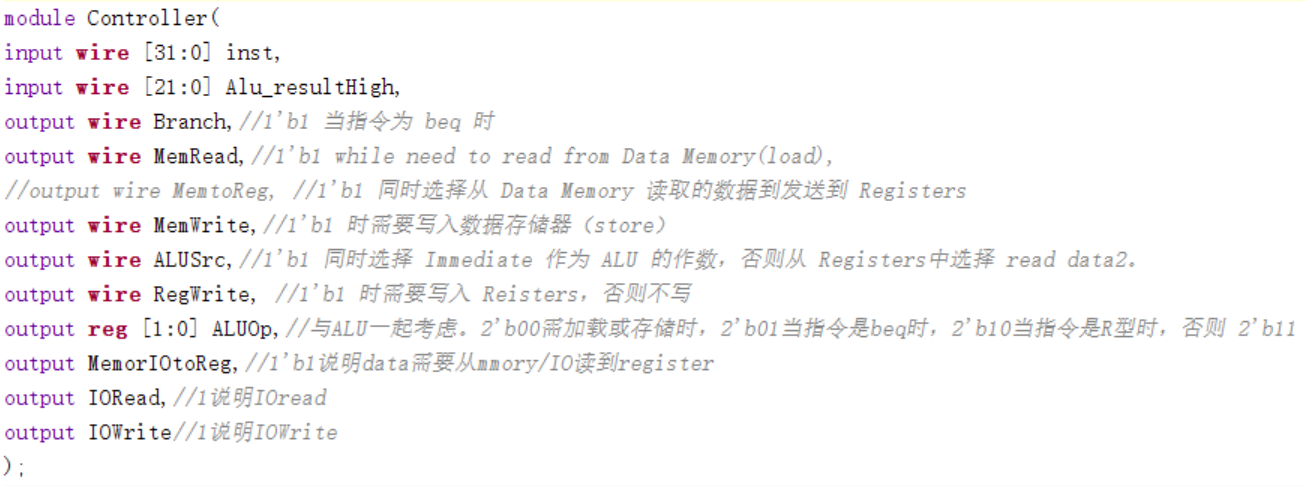 module Controller(
input wire [31:0] inst,
input wire [21:0] Alu_resultHigh,
output wire Branch,//1'b1 当指令为 beq 时
output wire MemRead,//1'b1 while need to read from Data Memory(load),
//output wire MemtoReg, //1'b1 同时选择从 Data Memory 读取的数据到发送到 Registers
output wire MemWrite,//1'b1 时需要写入数据存储器（store）
output wire ALUSrc,//1'b1 同时选择 Immediate 作为 ALU 的作数，否则从 Registers中选择 read data2。
output wire RegWrite, //1'b1 时需要写入 Reisters，否则不写
output reg [1:0] ALUOp,//与ALU一起考虑。2'b00需加载或存储时，2'b01当指令是beq时，2'b10当指令是R型时，否则 2'b11
output MemorIOtoReg,//1'b1说明data需要从mmory/IO读到register
output IORead,//1说明IOread
output IOWrite//1说明IOWrite
);